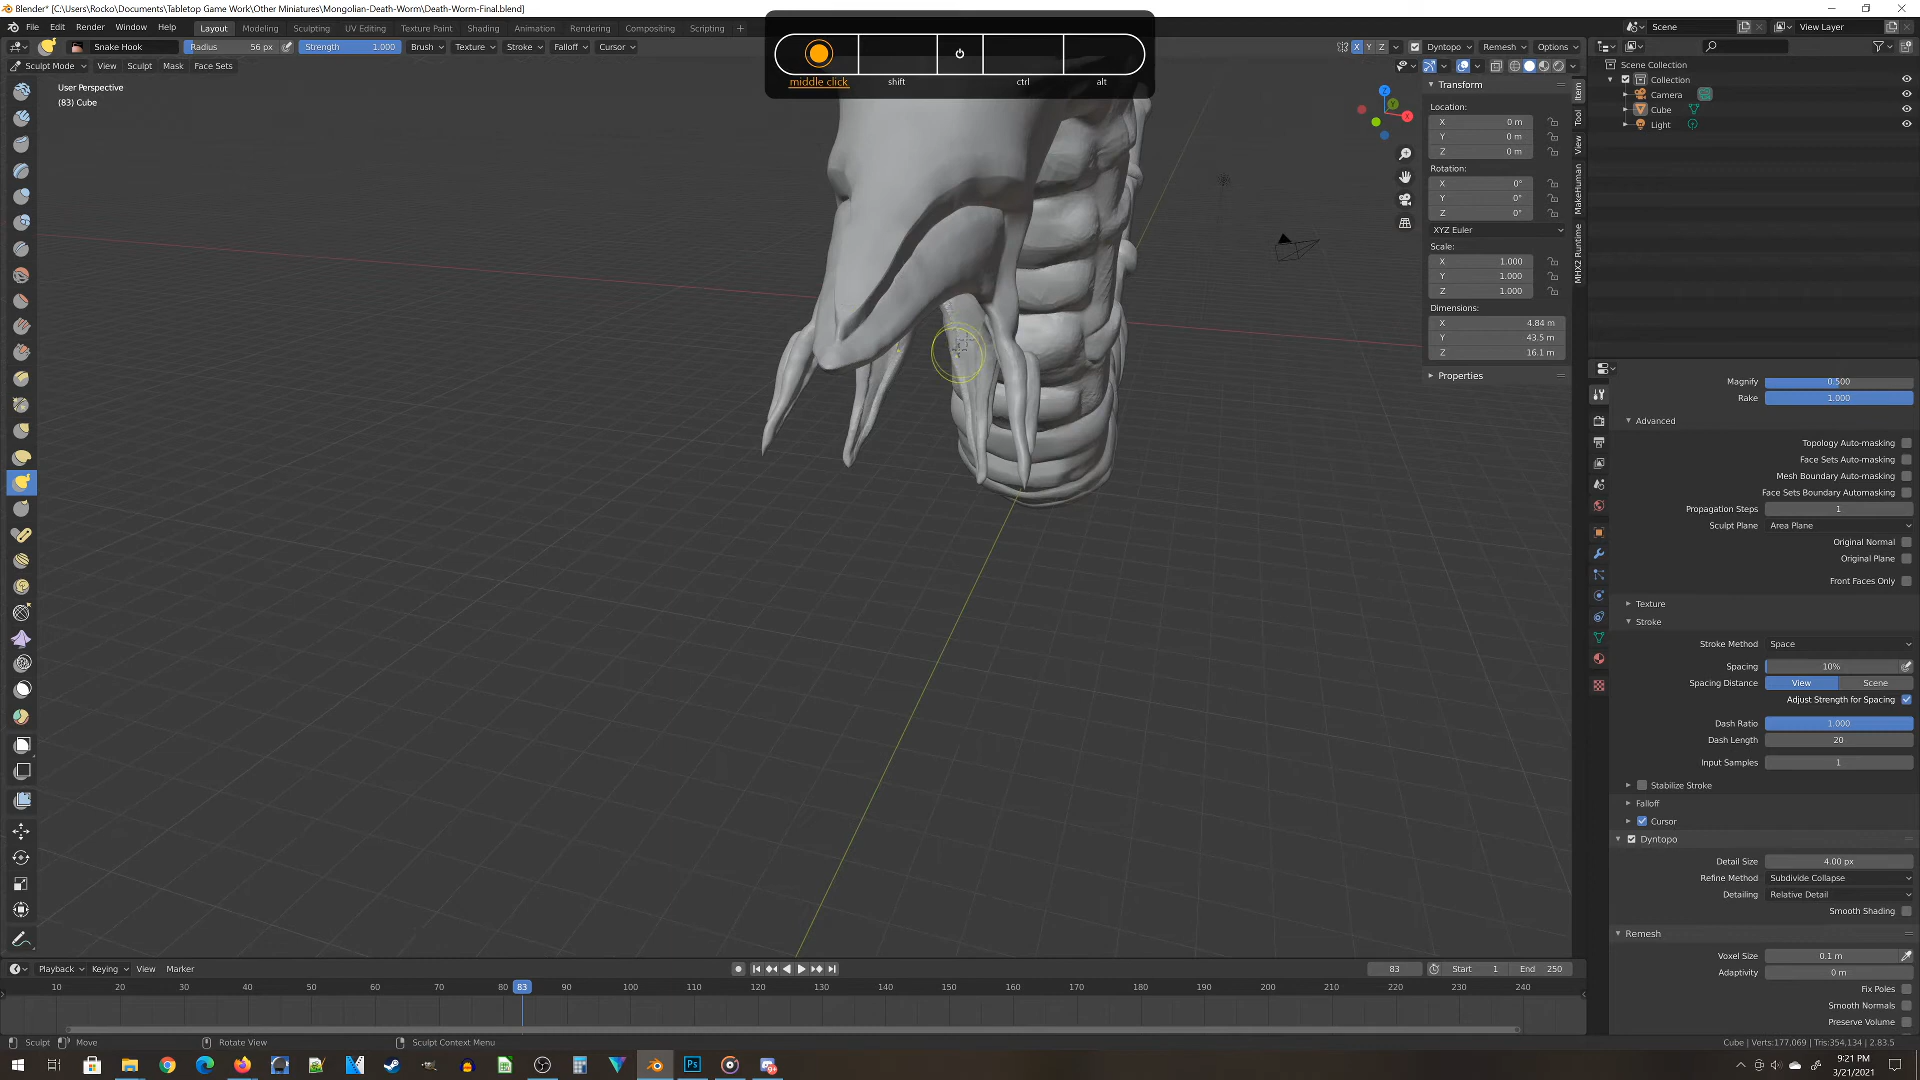 Blender* [C:\Users\Rocko\Documents\Tabletop Game Work\Other Miniatures\Mongolian-Death-Worm\Death-Worm-Final.blend]
File Edit Render Window Help Layout Modeling Sculpting UV Editing Texture Paint Shading Animation Rendering Compositing Scripting + Scene View Layer
Snake Hook Radius 56 px Strength 1.000 Brush Texture Stroke Falloff Cursor X Y Z Dyntopo Remesh Options
Sculpt Mode View Sculpt Mask Face Sets
middle click shift ctrl alt
User Perspective
(83) Cube
Z
Y
X
Transform
Location:
X 0 m
Y 0 m
Z 0 m
Rotation:
X 0°
Y 0°
Z 0°
XYZ Euler
Scale:
X 1.000
Y 1.000
Z 1.000
Dimensions:
X 4.84 m
Y 43.5 m
Z 16.1 m
Properties
Item
Tool
View
MakeHuman
MHX2 Runtime
Scene Collection
Collection
Camera
Cube
Light
Magnify 0.500
Rake 1.000
Advanced
Topology Auto-masking
Face Sets Auto-masking
Mesh Boundary Auto-masking
Face Sets Boundary Automasking
Propagation Steps 1
Sculpt Plane Area Plane
Original Normal
Original Plane
Front Faces Only
Texture
Stroke
Stroke Method Space
Spacing 10%
Spacing Distance View Scene
Adjust Strength for Spacing
Dash Ratio 1.000
Dash Length 20
Input Samples 1
Stabilize Stroke
Falloff
Cursor
Dyntopo
Detail Size 4.00 px
Refine Method Subdivide Collapse
Detailing Relative Detail
Smooth Shading
Remesh
Voxel Size 0.1 m
Adaptivity 0 m
Fix Poles
Smooth Normals
Preserve Volume
Playback Keying View Marker 83 Start 1 End 250
10 20 30 40 50 60 70 80 83 90 100 110 120 130 140 150 160 170 180 190 200 210 220 230 240
Sculpt Move Rotate View Sculpt Context Menu Cube | Verts:177,069 | Tris:354,134 | 2.83.5
9:21 PM
3/21/2021